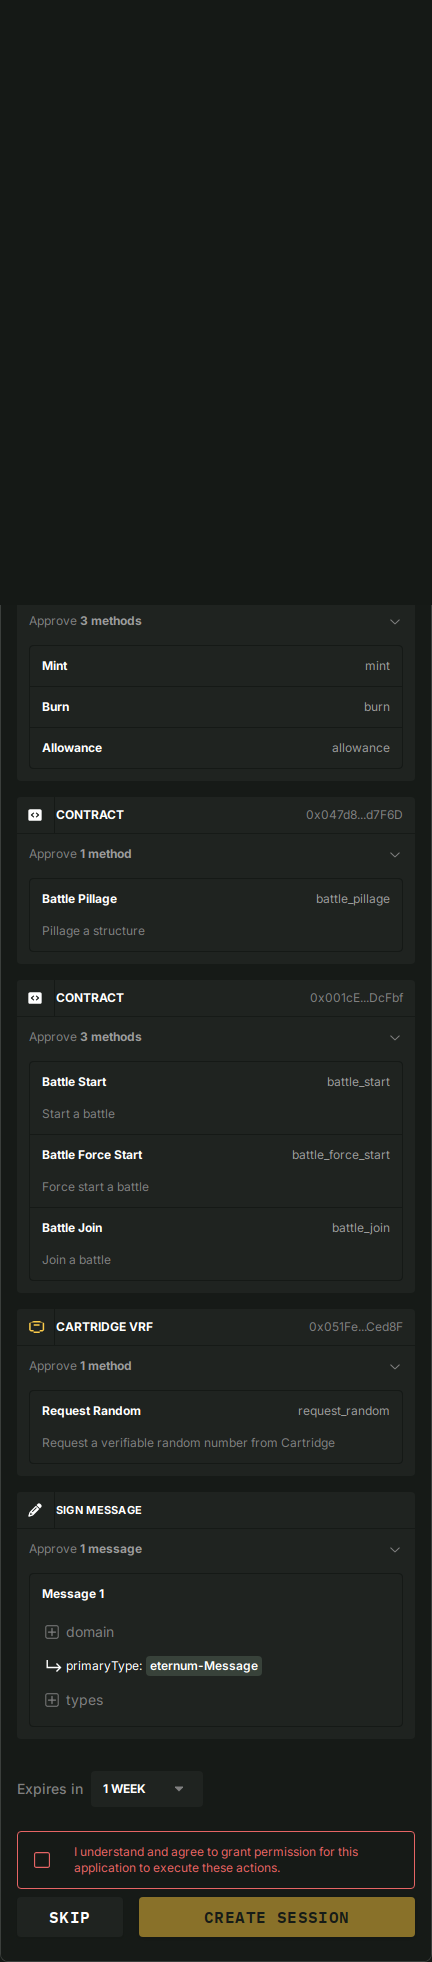 Approve 3 methods
Mint mint
Burn burn
Allowance allowance
CONTRACT 0x047d8...d7F6D
Approve 1 method
Battle Pillage battle_pillage
Pillage a structure
CONTRACT 0x001cE...DcFbf
Approve 3 methods
Battle Start battle_start
Start a battle
Battle Force Start battle_force_start
Force start a battle
Battle Join battle_join
Join a battle
CARTRIDGE VRF 0x051Fe...Ced8F
Approve 1 method
Request Random request_random
Request a verifiable random number from Cartridge
SIGN MESSAGE
Approve 1 message
Message 1
domain
primaryType: eternum-Message
types
Expires in 1 WEEK
I understand and agree to grant permission for this
application to execute these actions.
SKIP CREATE SESSION